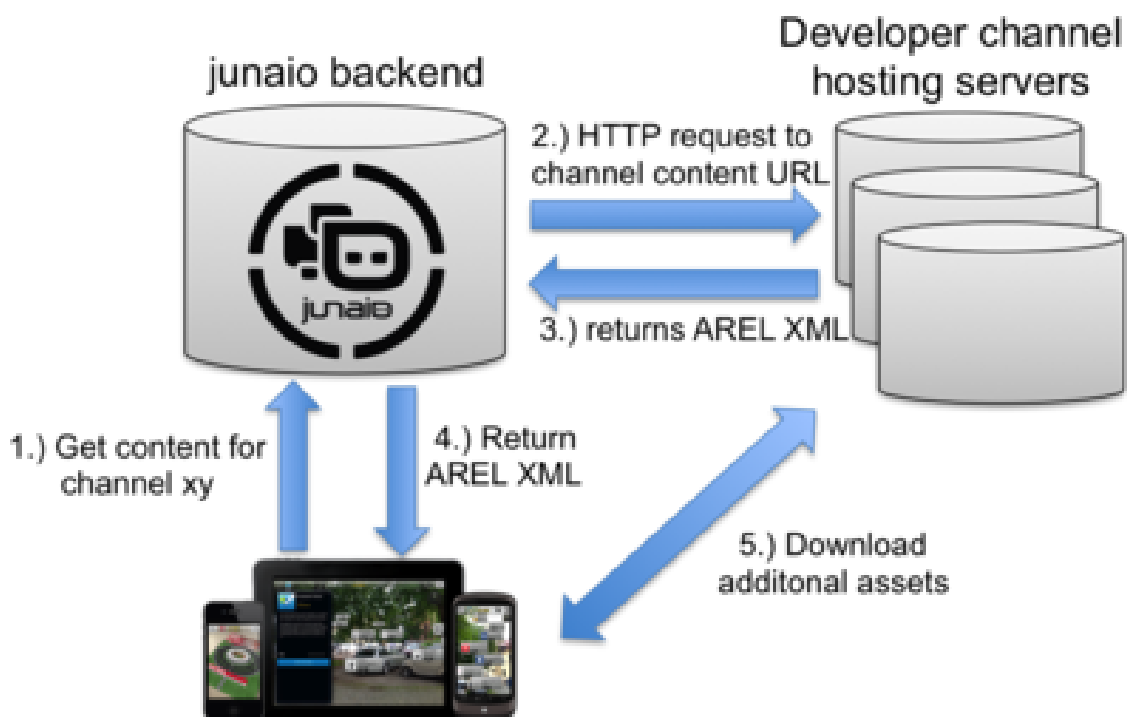 junaio backend
Developer channel
hosting servers
2.) HTTP request to
channel content URL
junaio
3.) returns AREL XML
1.) Get content for
channel xy
4.) Return
AREL XML
5.) Download
additonal assets